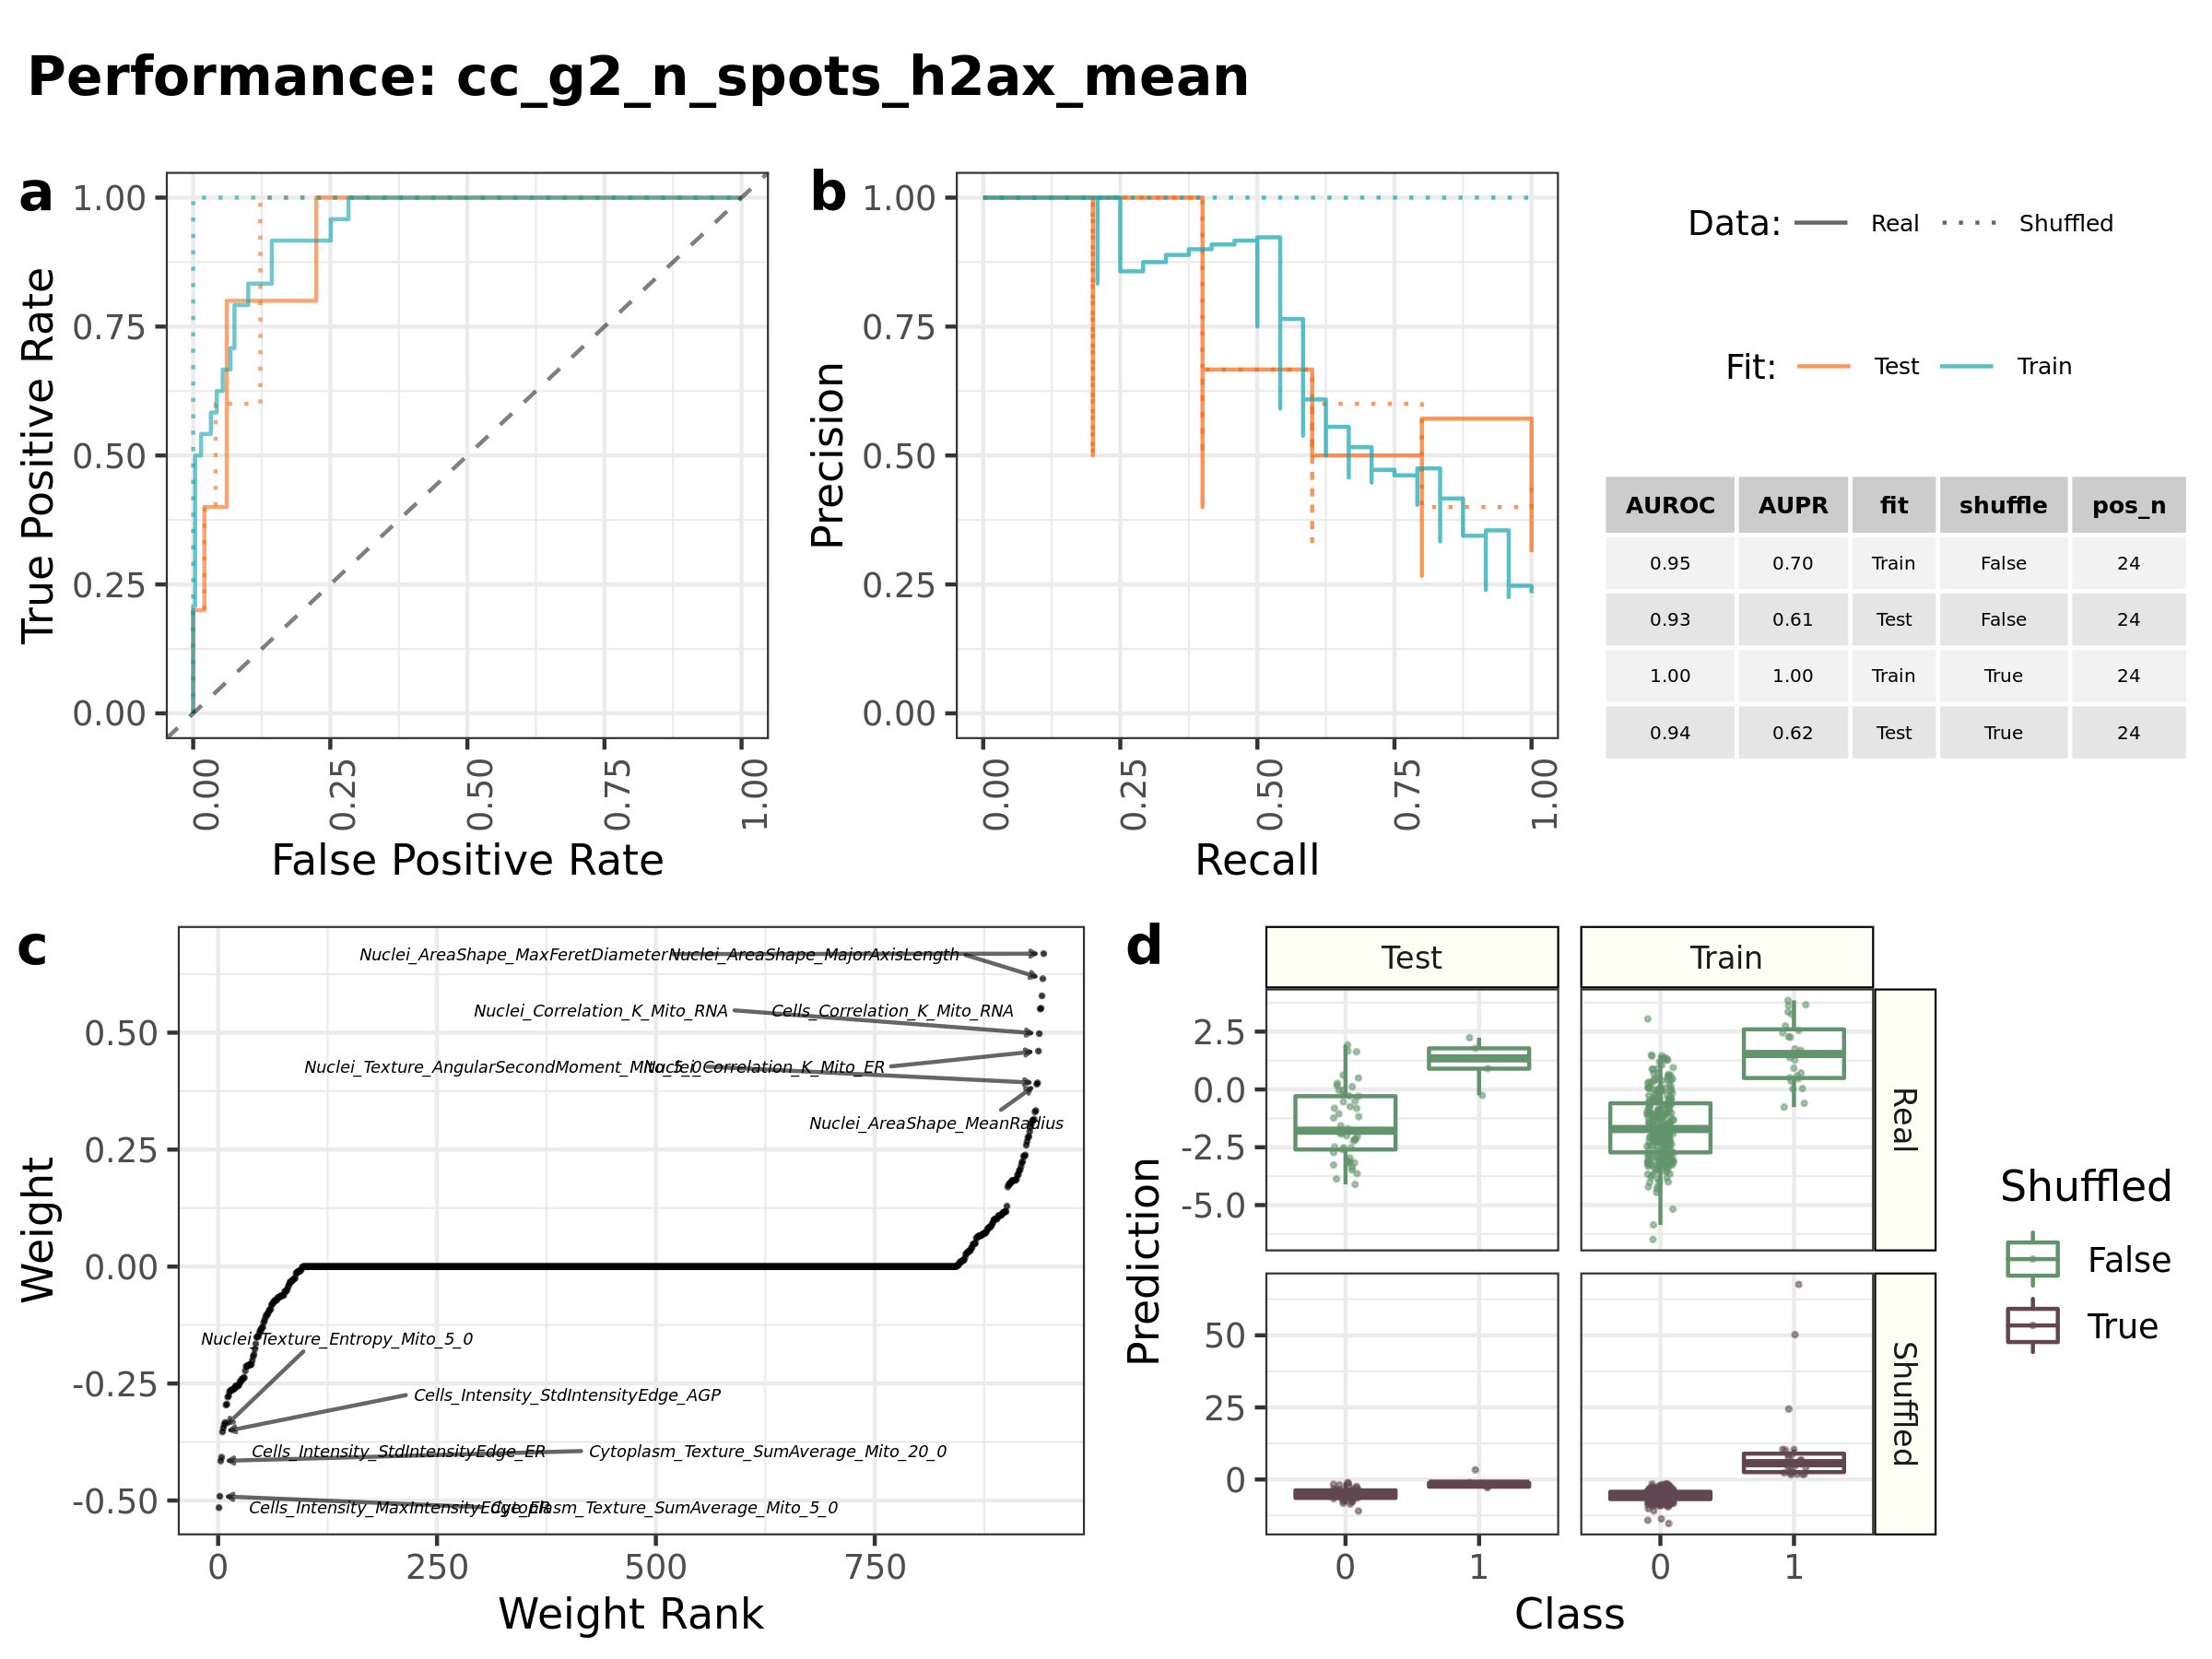 Performance: cc_g2_n_spots_h2ax_mean
a
1.00
0.75
0.50
0.25
0.00
True Positive Rate
0.00
0.25
0.50
0.75
1.00
False Positive Rate
b
1.00
0.75
0.50
0.25
0.00
Precision
0.00
0.25
0.50
0.75
1.00
Recall
Data: Real Shuffled
Fit: Test Train
AUROC AUPR fit shuffle pos_n
0.95 0.70 Train False 24
0.93 0.61 Test False 24
1.00 1.00 Train True 24
0.94 0.62 Test True 24
c
0.50
0.25
0.00
-0.25
-0.50
Weight
Nuclei_AreaShape_MaxFeretDiameter
Nuclei_AreaShape_MajorAxisLength
Nuclei_Correlation_K_Mito_RNA
Cells_Correlation_K_Mito_RNA
Nuclei_Texture_AngularSecondMoment_Mito_5_0
Nuclei_Correlation_K_Mito_ER
Nuclei_AreaShape_MeanRadius
Nuclei_Texture_Entropy_Mito_5_0
Cells_Intensity_StdIntensityEdge_AGP
Cells_Intensity_StdIntensityEdge_ER
Cytoplasm_Texture_SumAverage_Mito_20_0
Cells_Intensity_MaxIntensityEdge_ER
Cytoplasm_Texture_SumAverage_Mito_5_0
0
250
500
750
Weight Rank
d
Test
Train
Real
Shuffled
2.5
0.0
-2.5
-5.0
50
25
0
Prediction
0
1
0
1
Class
Shuffled
False
True